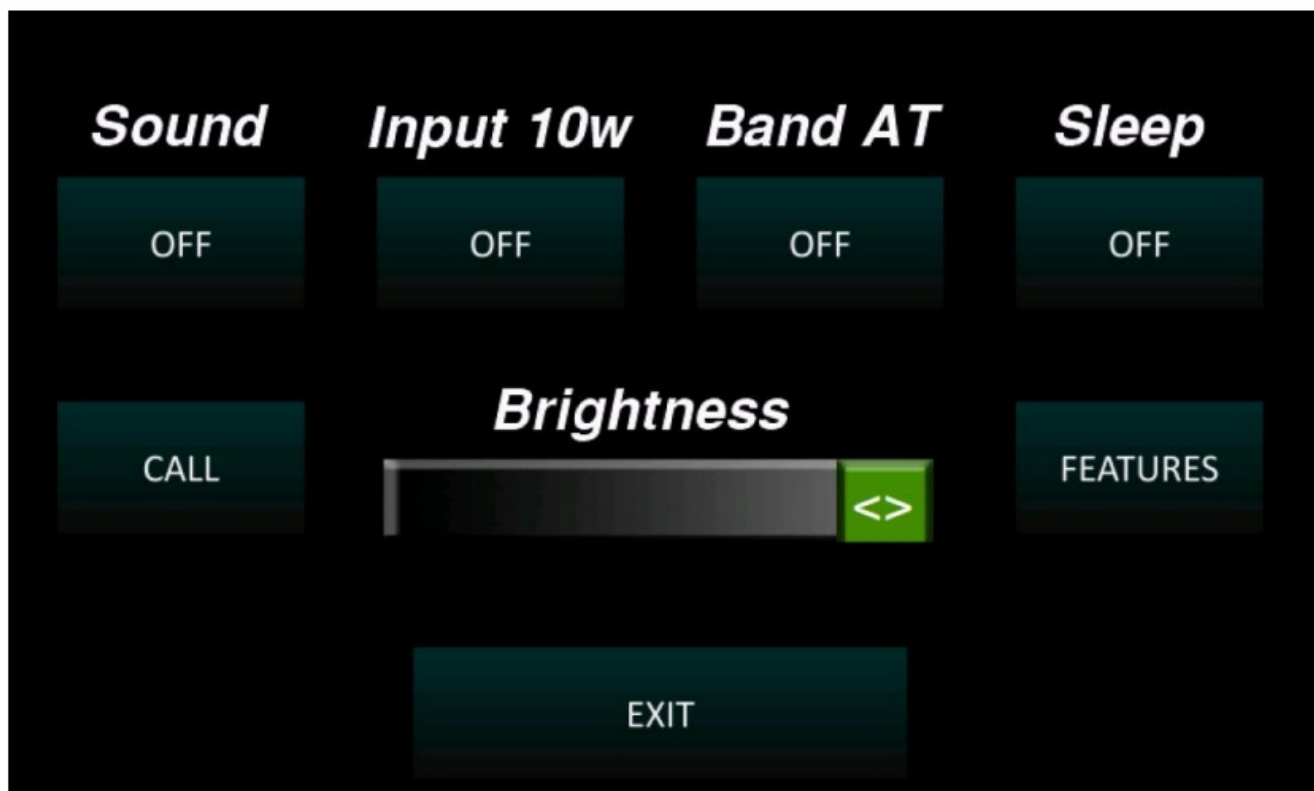 Sound Input 10w Band AT Sleep
OFF OFF OFF OFF
Brightness
CALL <> FEATURES
EXIT